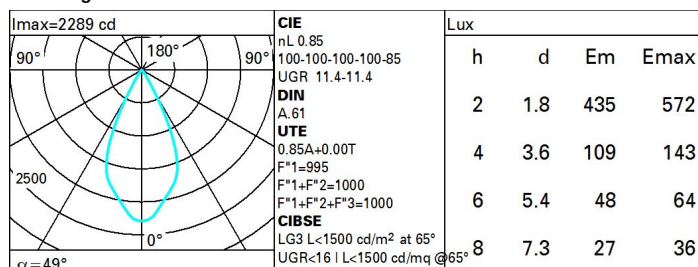 Imax=2289 cd
90°
180°
90°
2500
0°
α=49°
CIE
nL 0.85
100-100-100-100-85
UGR 11.4-11.4
DIN
A.61
UTE
0.85A+0.00T
F"1=995
F"1+F"2=1000
F"1+F"2+F"3=1000
CIBSE
LG3 L<1500 cd/m² at 65°
UGR<16 | L<1500 cd/mq @65°
Lux
h d Em Emax
2 1.8 435 572
4 3.6 109 143
6 5.4 48 64
8 7.3 27 36